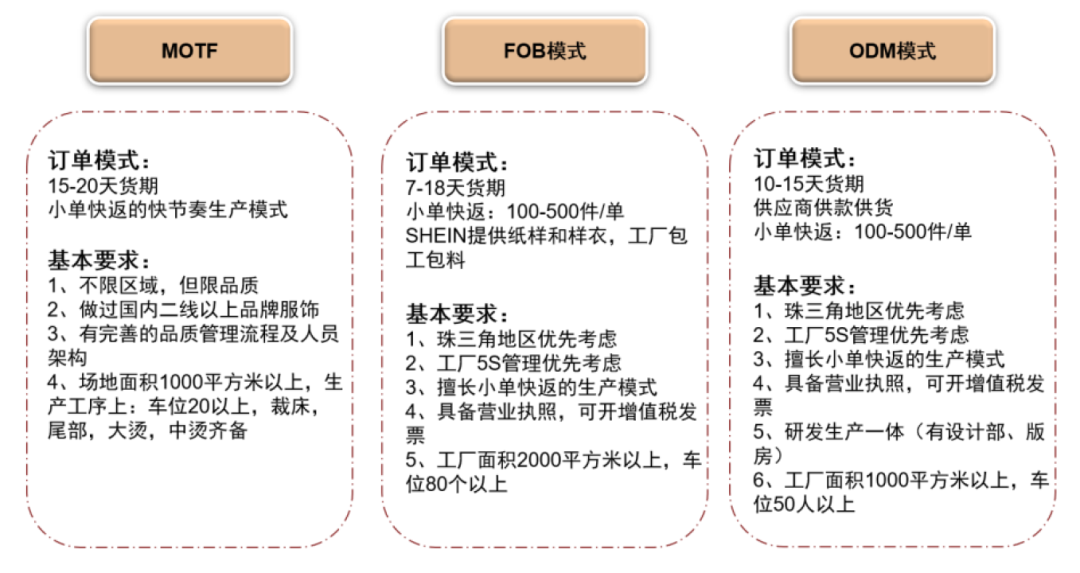 MOTF
订单模式：
15-20天货期
小单快返的快节奏生产模式
基本要求：
1、不限区域，但限品质
2、做过国内二线以上品牌服饰
3、有完善的品质管理流程及人员
架构
4、场地面积1000平方米以上，生
产工序上：车位20以上，裁床，
尾部，大烫，中烫齐备
FOB模式
订单模式：
7-18天货期
小单快返：100-500件/单
SHEIN提供纸样和样衣，工厂包
工包料
基本要求：
1、珠三角地区优先考虑
2、工厂5S管理优先考虑
3、擅长小单快返的生产模式
4、具备营业执照，可开增值税发
票
5、工厂面积2000平方米以上，车
位80个以上
ODM模式
订单模式：
10-15天货期
供应商供款供货
小单快返：100-500件/单
基本要求：
1、珠三角地区优先考虑
2、工厂5S管理优先考虑
3、擅长小单快返的生产模式
4、具备营业执照，可开增值税发
票
5、研发生产一体（有设计部、版
房）
6、工厂面积1000平方米以上，车
位50人以上